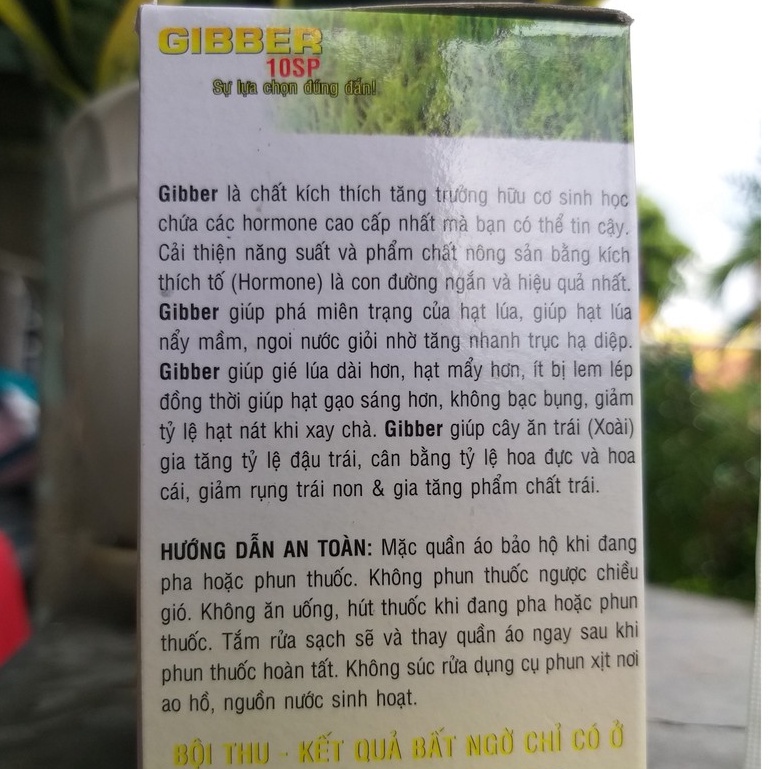 GIBBER
10SP
Sự lựa chọn đúng đắn!
Gibber là chất kích thích tăng trưởng hữu cơ sinh học
chứa các hormone cao cấp nhất mà bạn có thể tin cậy.
Cải thiện năng suất và phẩm chất nông sản bằng kích
thích tố (Hormone) là con đường ngắn và hiệu quả nhất.
Gibber giúp phá miên trạng của hạt lúa, giúp hạt lúa
nẩy mầm, ngoi nước giỏi nhờ tăng nhanh trục hạ diệp.
Gibber giúp gié lúa dài hơn, hạt mẩy hơn, ít bị lem lép
đồng thời giúp hạt gạo sáng hơn, không bạc bụng, giảm
tỷ lệ hạt nát khi xay chà. Gibber giúp cây ăn trái (Xoài)
gia tăng tỷ lệ đậu trái, cân bằng tỷ lệ hoa đực và hoa
cái, giảm rụng trái non & gia tăng phẩm chất trái.
HƯỚNG DẪN AN TOÀN: Mặc quần áo bảo hộ khi đang
pha hoặc phun thuốc. Không phun thuốc ngược chiều
gió. Không ăn uống, hút thuốc khi đang pha hoặc phun
thuốc. Tắm rửa sạch sẽ và thay quần áo ngay sau khi
phun thuốc hoàn tất. Không súc rửa dụng cụ phun xịt nơi
ao hồ, nguồn nước sinh hoạt.
BỘI THU - KẾT QUẢ BẤT NGỜ CHỈ CÓ Ở